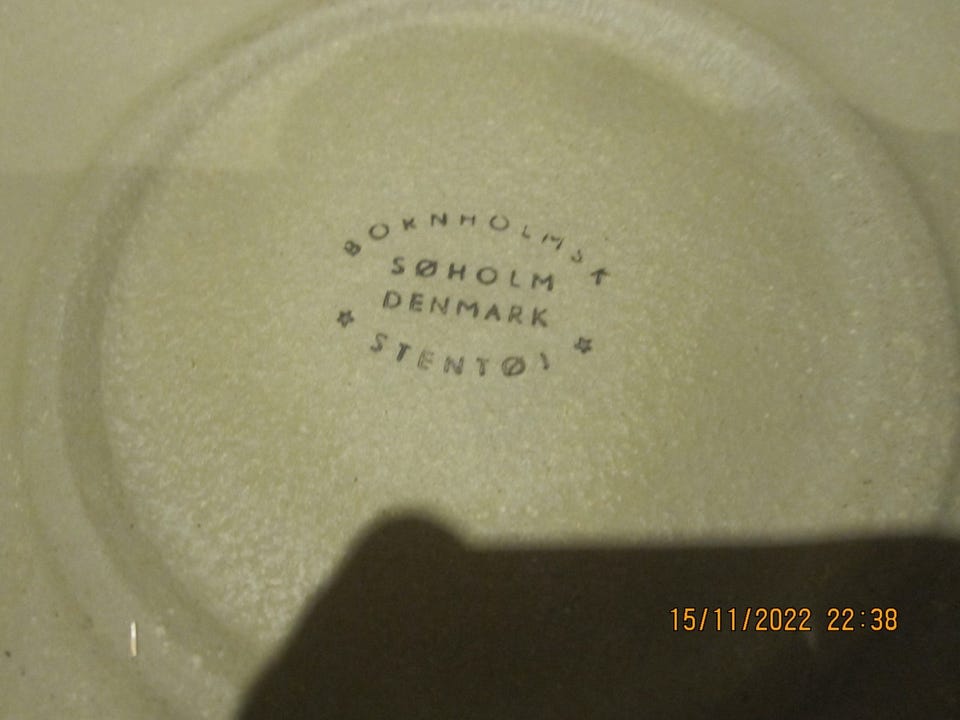 BORNHOLMSK
SØHOLM
DENMARK
STENTØJ
15/11/2022 22:38